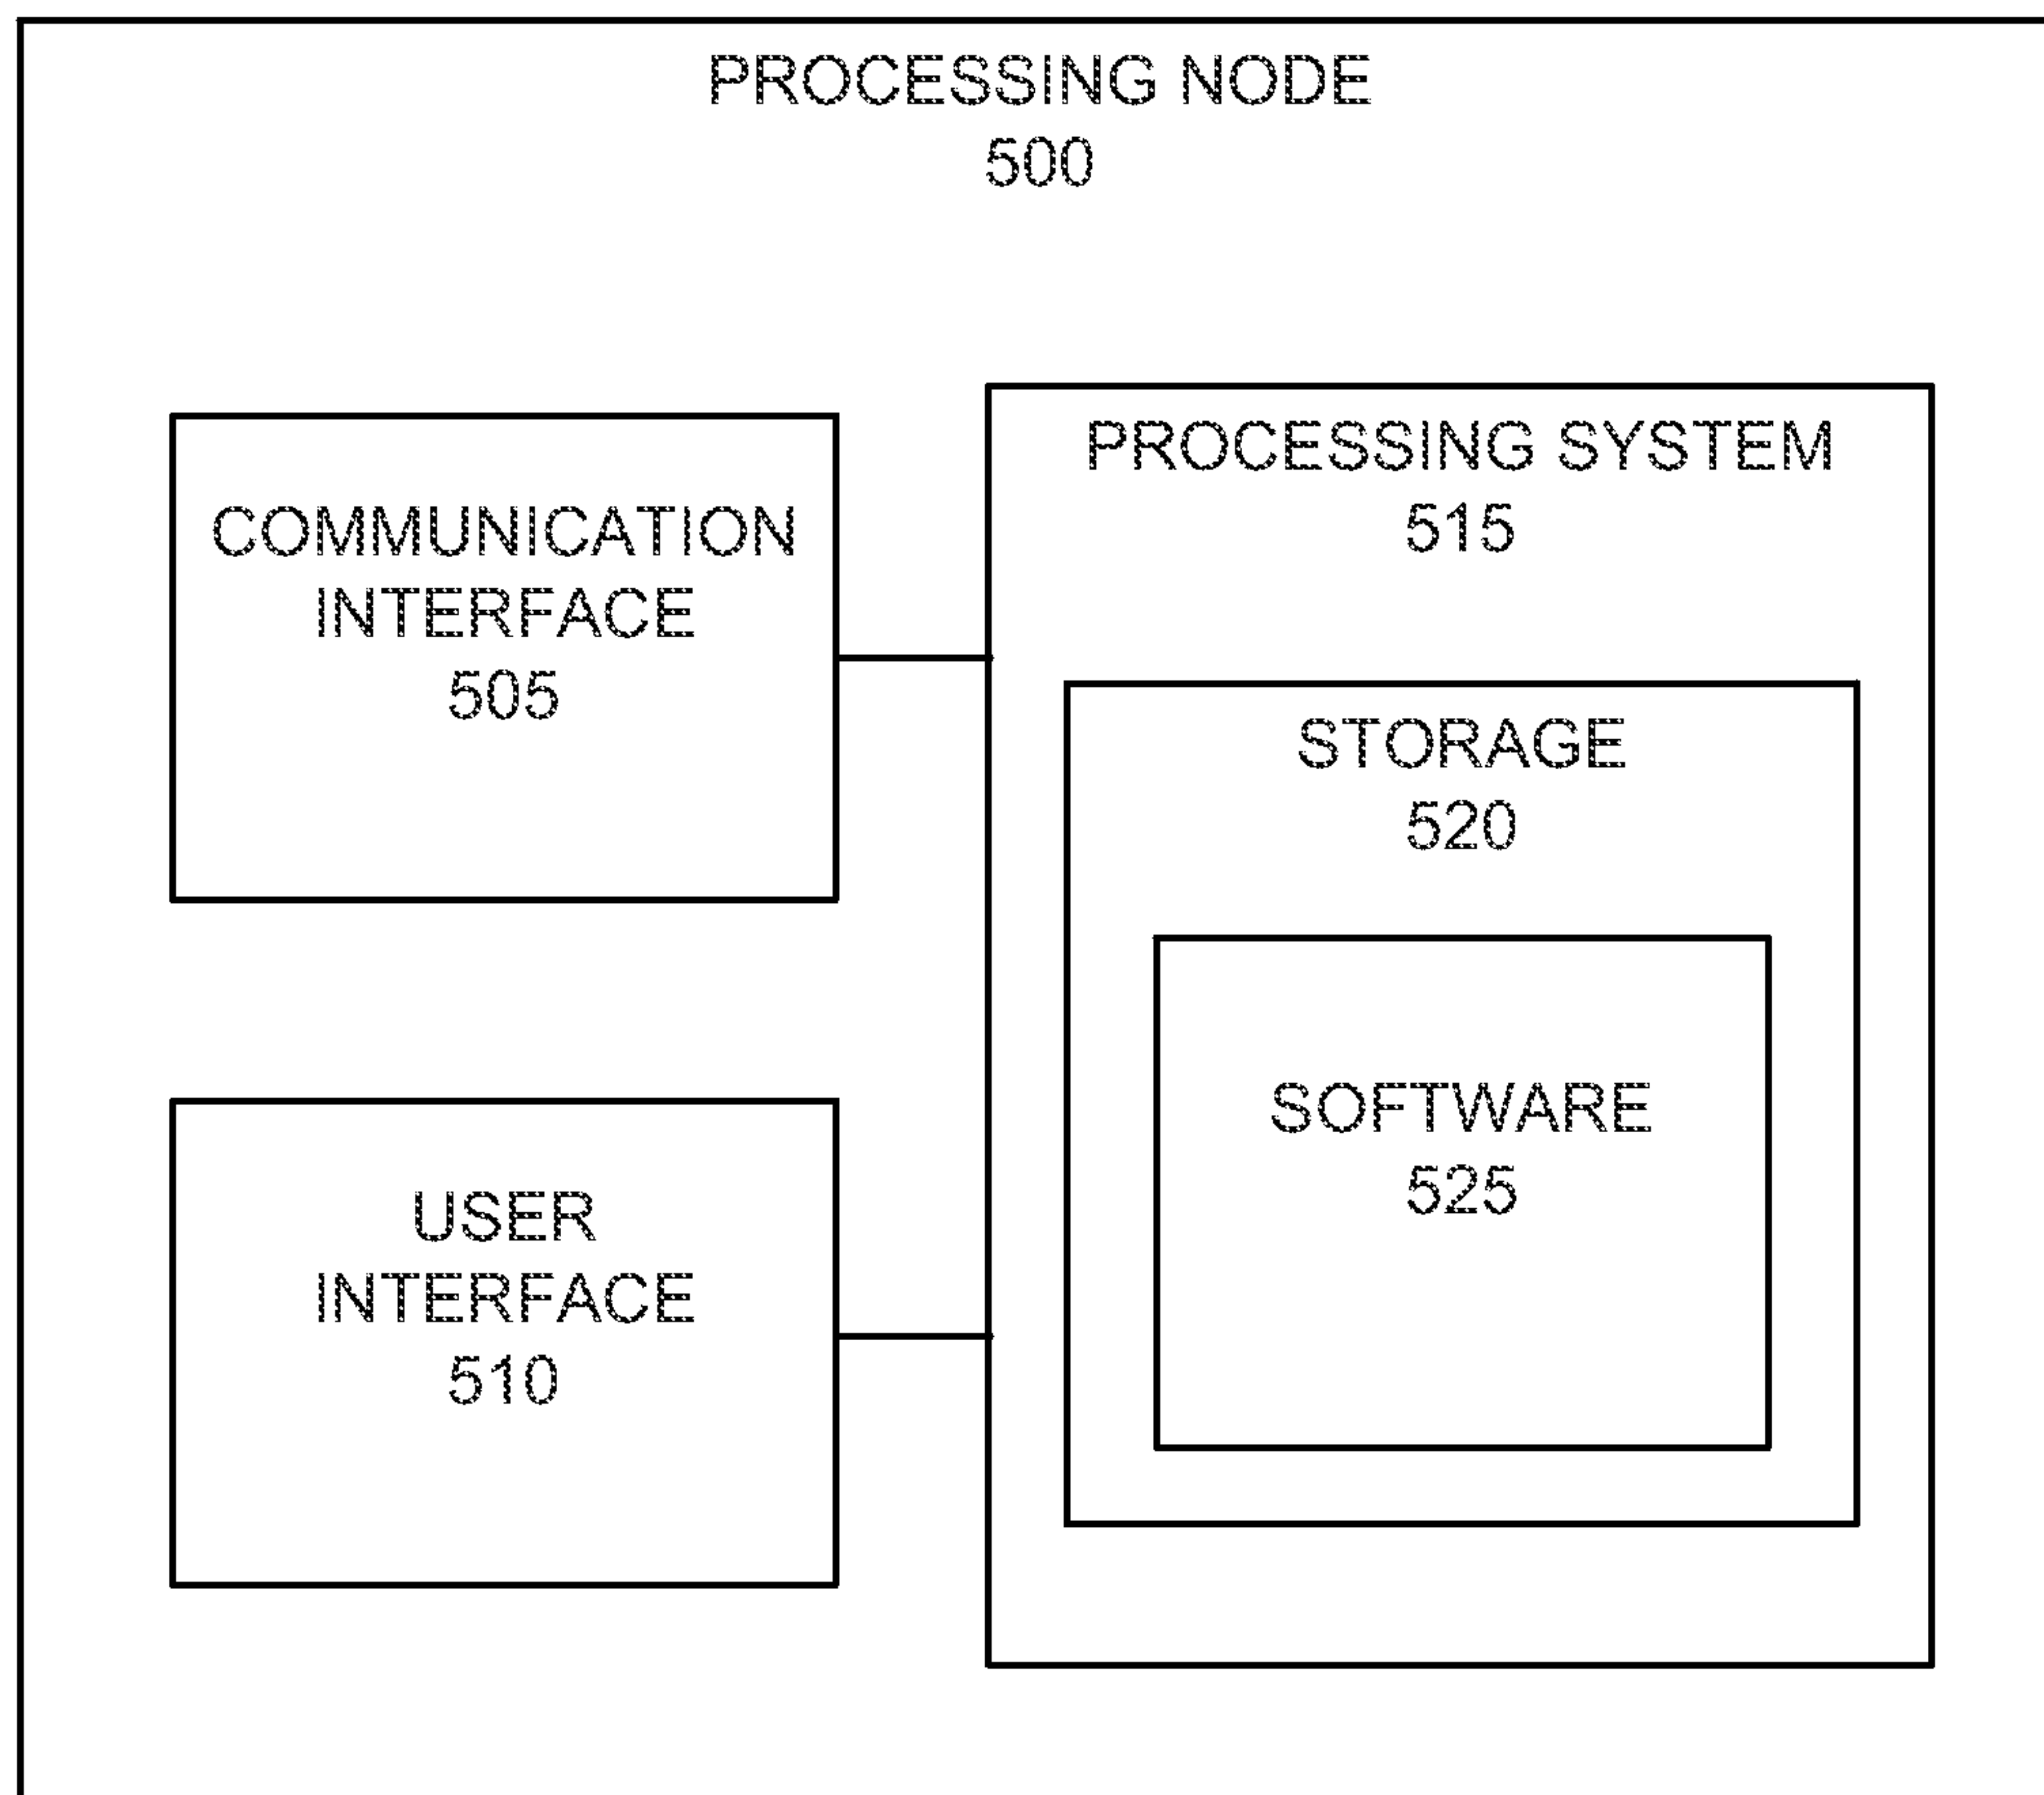 PROCESSING NODE
500
COMMUNICATION
INTERFACE
505
USER
INTERFACE
510
PROCESSING SYSTEM
515
STORAGE
520
SOFTWARE
525